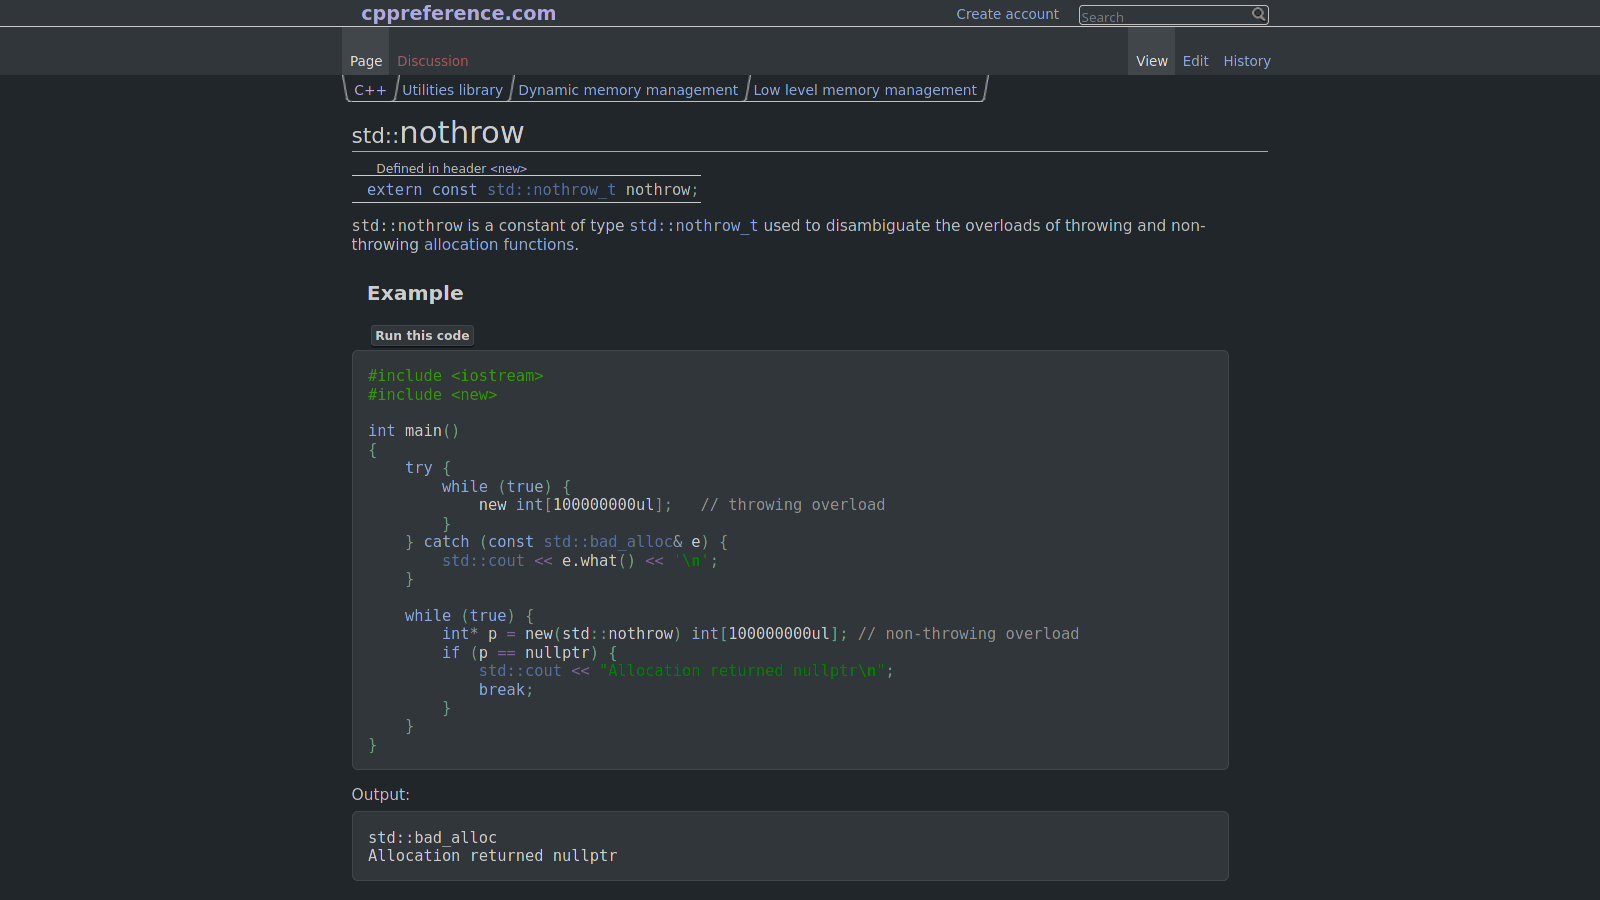 cppreference.com
Create account
Search
Page
Discussion
View
Edit
History
C++
Utilities library
Dynamic memory management
Low level memory management
std::nothrow
Defined in header <new>
extern const std::nothrow_t nothrow;
std::nothrow is a constant of type std::nothrow_t used to disambiguate the overloads of throwing and non-
throwing allocation functions.
Example
Run this code
#include <iostream>
#include <new>
int main()
{
    try {
        while (true) {
            new int[100000000ul];   // throwing overload
        }
    } catch (const std::bad_alloc& e) {
        std::cout << e.what() << '\n';
    }
    while (true) {
        int* p = new(std::nothrow) int[100000000ul]; // non-throwing overload
        if (p == nullptr) {
            std::cout << "Allocation returned nullptr\n";
            break;
        }
    }
}
Output:
std::bad_alloc
Allocation returned nullptr